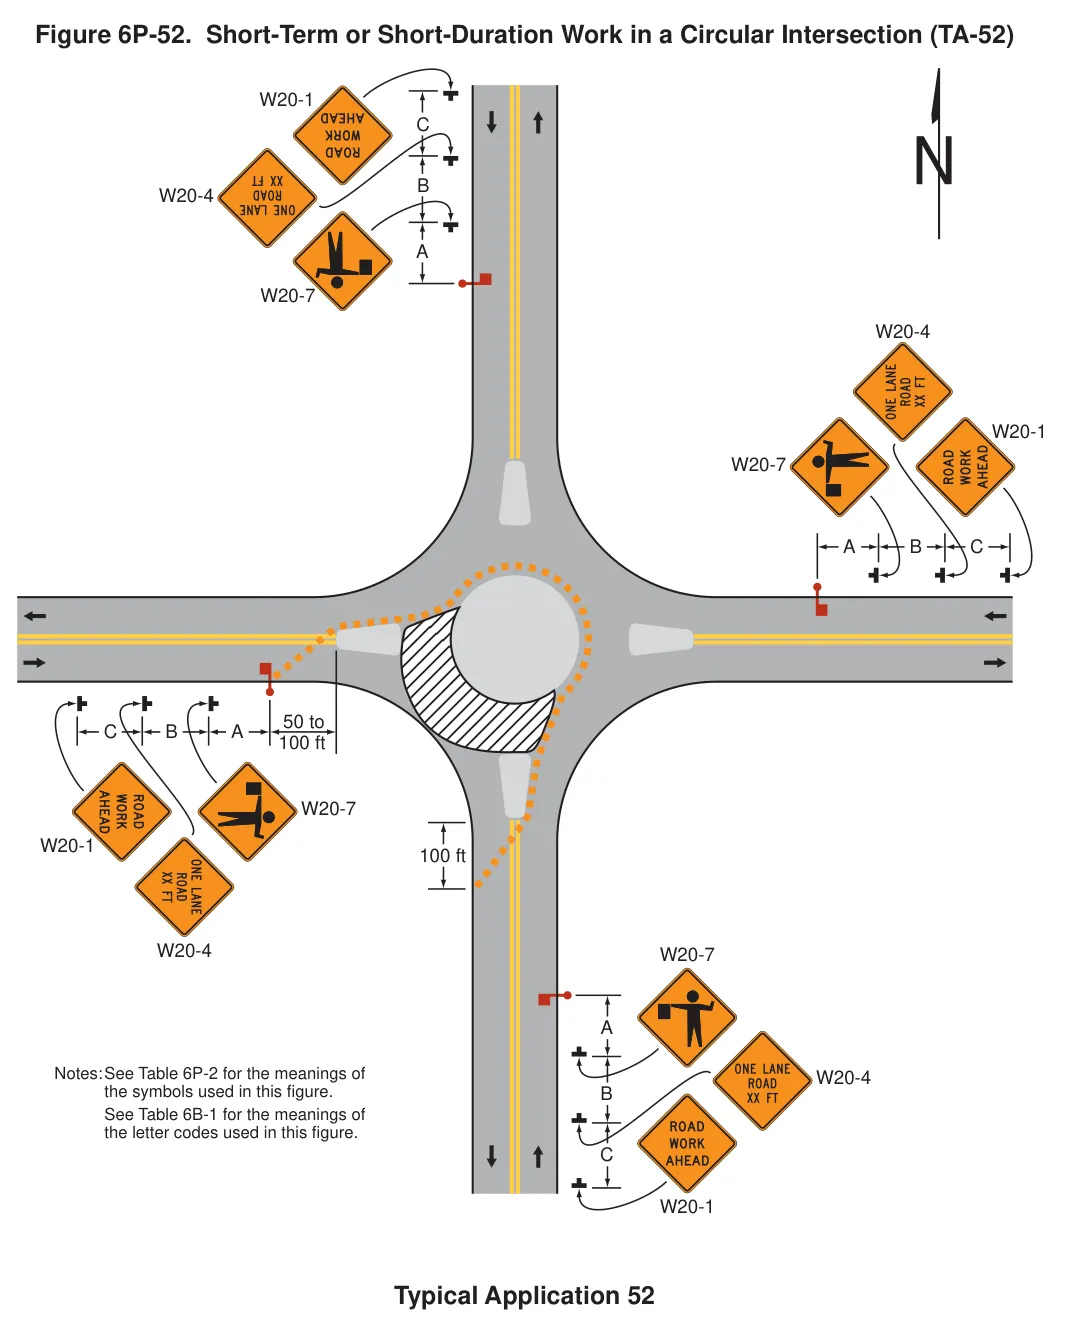 Figure 6P-52. Short-Term or Short-Duration Work in a Circular Intersection (TA-52)
W20-1
ROAD
WORK
AHEAD
C
N
W20-4
ONE LANE
ROAD
XX FT
B
A
W20-7
W20-4
ONE LANE
ROAD
XX FT
W20-1
ROAD
WORK
AHEAD
W20-7
A
B
C
C
B
A
50 to
100 ft
ROAD
WORK
AHEAD
W20-7
W20-1
100 ft
ONE LANE
ROAD
XX FT
W20-4
W20-7
A
ONE LANE
ROAD
XX FT
W20-4
B
ROAD
WORK
AHEAD
C
W20-1
Notes: See Table 6P-2 for the meanings of
the symbols used in this figure.
See Table 6B-1 for the meanings of
the letter codes used in this figure.
Typical Application 52